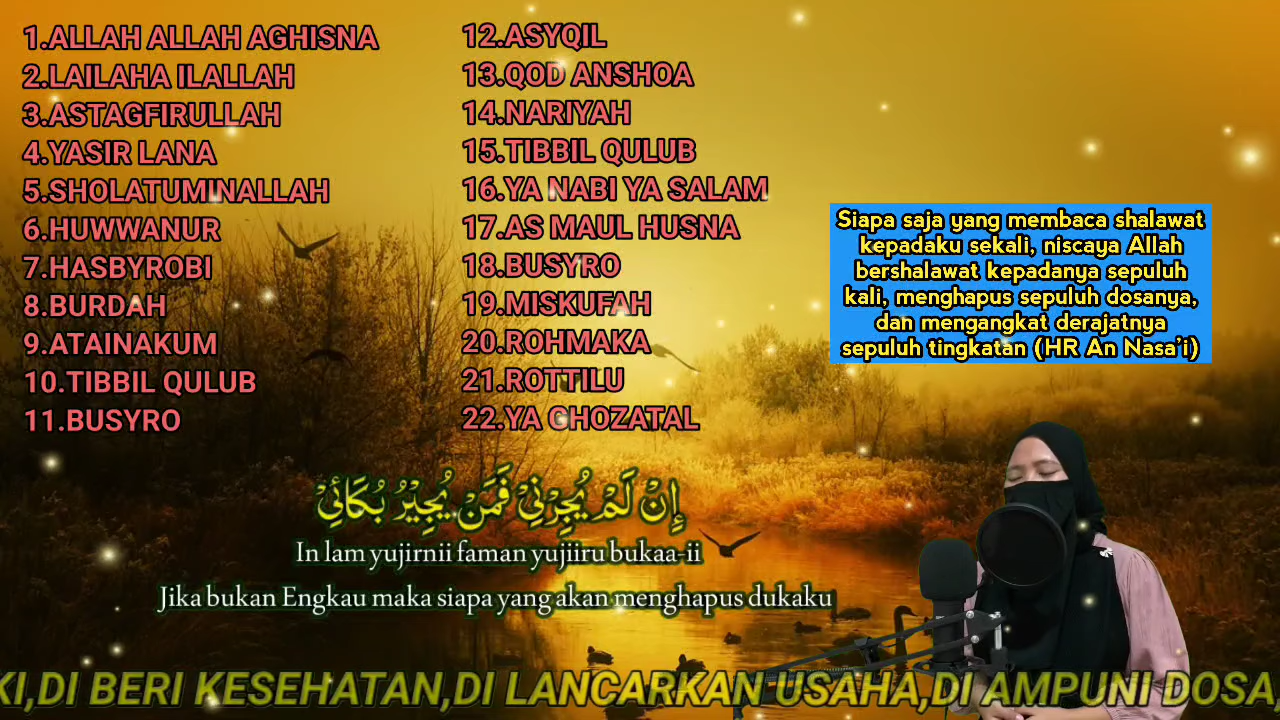 1.ALLAH ALLAH AGHISNA
2.LAILAHA ILALLAH
3.ASTAGFIRULLAH
4.YASIR LANA
5.SHOLATUMINALLAH
6.HUWWANUR
7.HASBYROBI
8.BURDAH
9.ATAINAKUM
10.TIBBIL QULUB
11.BUSYRO
12.ASYQIL
13.QOD ANSHOA
14.NARIYAH
15.TIBBIL QULUB
16.YA NABI YA SALAM
17.AS MAUL HUSNA
18.BUSYRO
19.MISKUFAH
20.ROHMAKA
21.ROTTILU
22.YA GHOZATAL
Siapa saja yang membaca shalawat
kepadaku sekali, niscaya Allah
bershalawat kepadanya sepuluh
kali, menghapus sepuluh dosanya,
dan mengangkat derajatnya
sepuluh tingkatan (HR An Nasa'i)
إِنْ لَمْ يُجِرْنِيْ فَمَنْ يُجِيْرُ بُكَائِيْ
In lam yujirnii faman yujiiru bukaa-ii
Jika bukan Engkau maka siapa yang akan menghapus dukaku
KI,DI BERI KESEHATAN,DI LANCARKAN USAHA,DI AMPUNI DOSA,